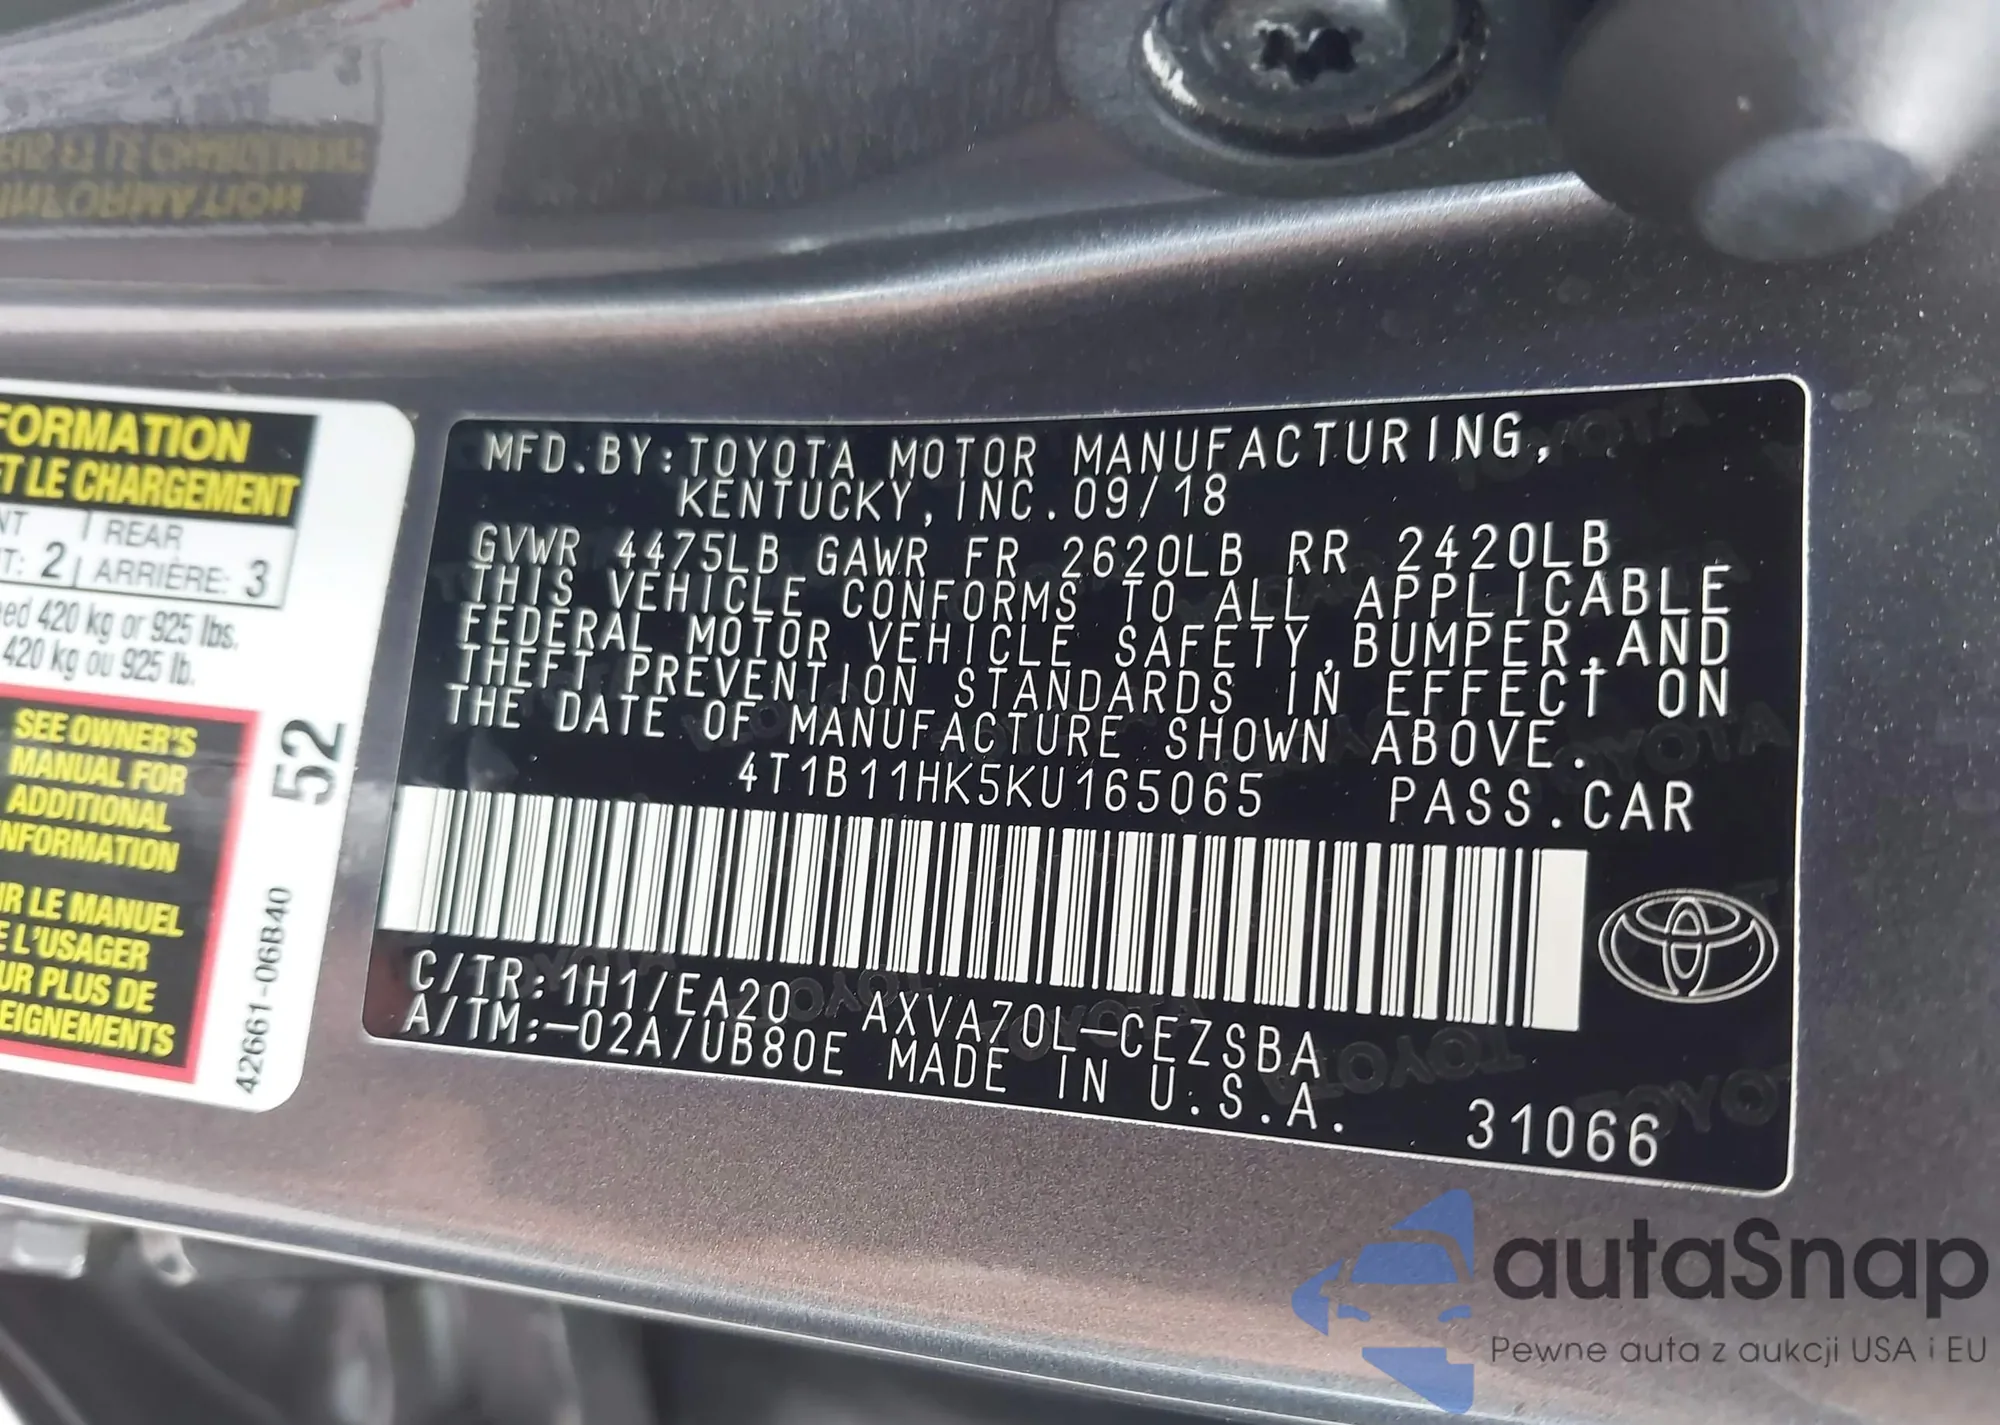 FORMATION
ET LE CHARGEMENT
REAR
2 ARRIÈRE: 3
420 kg or 925 lbs.
420 kg ou 925 lb.
SEE OWNER'S
MANUAL FOR
ADDITIONAL
INFORMATION
LE MANUEL
L'USAGER
PLUS DE
EIGNEMENTS
52
42661-06B40
MFD.BY:TOYOTA MOTOR MANUFACTURING,
KENTUCKY,INC.09/18
GVWR 4475LB GAWR FR 2620LB RR 2420LB
THIS VEHICLE CONFORMS TO ALL APPLICABLE
FEDERAL MOTOR VEHICLE SAFETY,BUMPER,AND
THEFT PREVENTION STANDARDS IN EFFECT ON
THE DATE OF MANUFACTURE SHOWN ABOVE.
4T1B11HK5KU165065 PASS.CAR
C/TR:1H1/EA20 AXVA70L-CEZSBA
A/TM:-02A/UB80E MADE IN U.S.A.
31066
autaSnap
Pewne auta z aukcji USA i EU